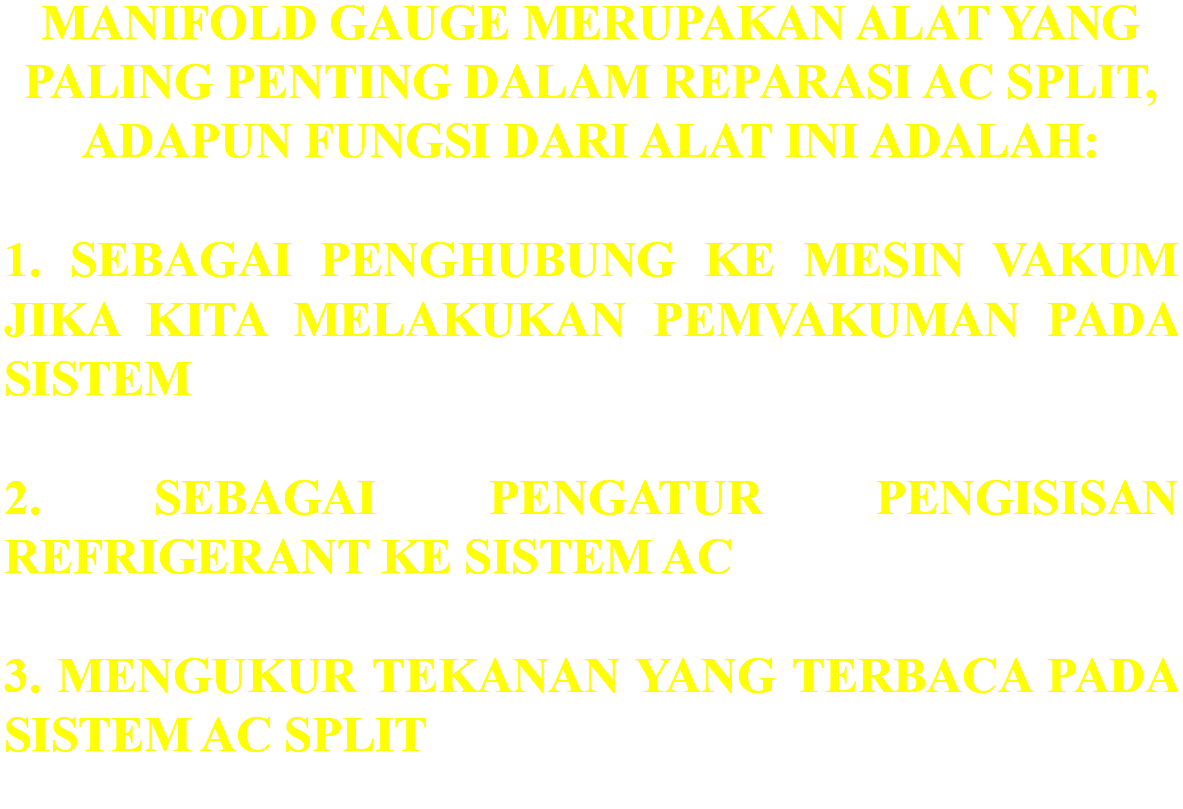 MANIFOLD GAUGE MERUPAKAN ALAT YANG
PALING PENTING DALAM REPARASI AC SPLIT,
ADAPUN FUNGSI DARI ALAT INI ADALAH:
1. SEBAGAI PENGHUBUNG KE MESIN VAKUM
JIKA KITA MELAKUKAN PEMVAKUMAN PADA
SISTEM
2. SEBAGAI PENGATUR PENGISISAN
REFRIGERANT KE SISTEM AC
3. MENGUKUR TEKANAN YANG TERBACA PADA
SISTEM AC SPLIT